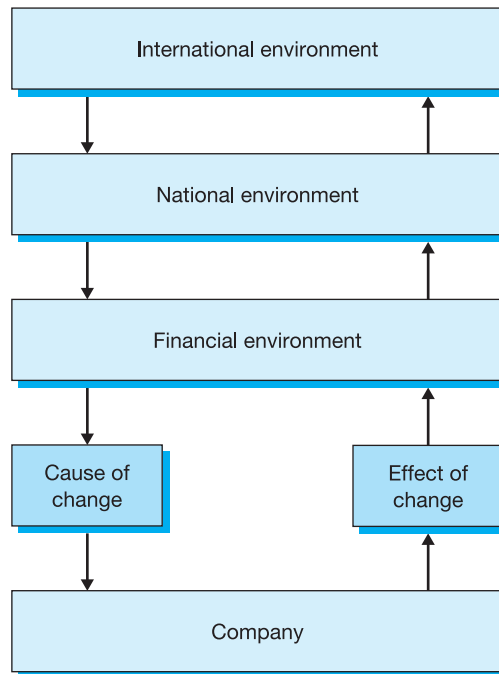 International environment
National environment
Financial environment
Cause of
change
Effect of
change
Company